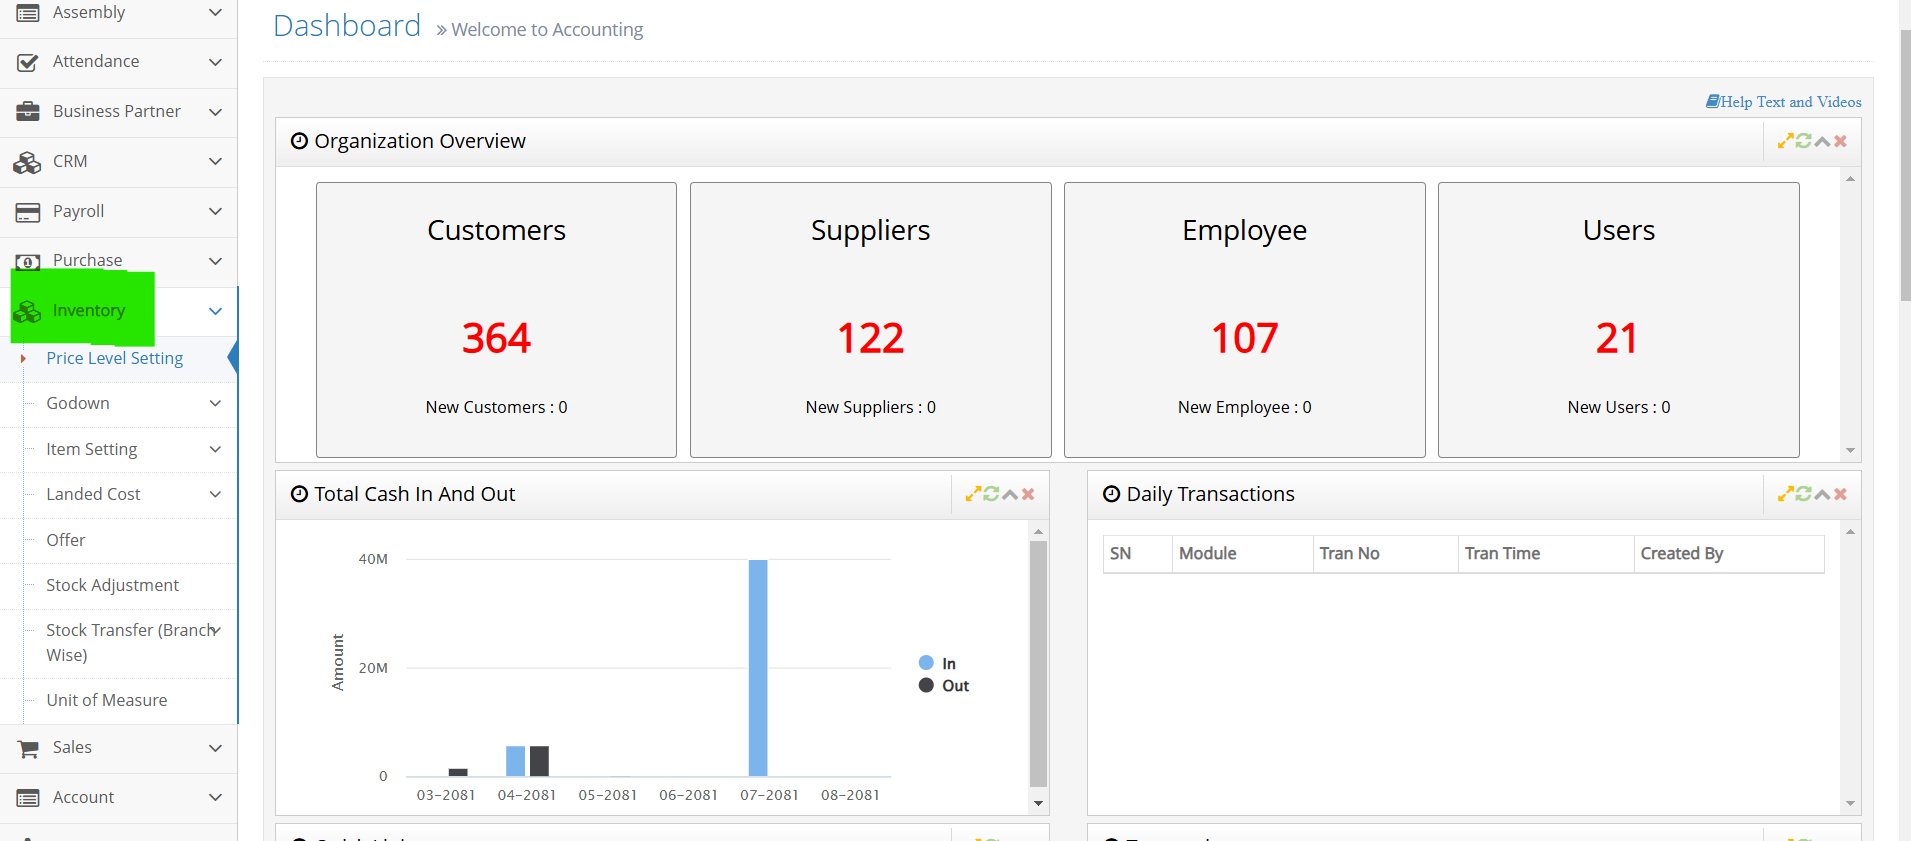 Assembly
Attendance
Business Partner
CRM
Payroll
Purchase
Inventory
Price Level Setting
Godown
Item Setting
Landed Cost
Offer
Stock Adjustment
Stock Transfer (Branch
Wise)
Unit of Measure
Sales
Account
Dashboard » Welcome to Accounting
Help Text and Videos
Organization Overview
Customers
364
New Customers : 0
Suppliers
122
New Suppliers : 0
Employee
107
New Employee : 0
Users
21
New Users : 0
Total Cash In And Out
Amount
40M
20M
0
03-2081 04-2081 05-2081 06-2081 07-2081 08-2081
In
Out
Daily Transactions
SN Module Tran No Tran Time Created By